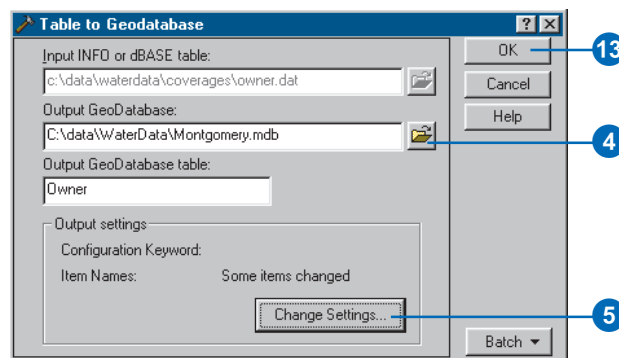 Table to Geodatabase
Input INFO or dBASE table:
c:\data\waterdata\coverages\owner.dat
Output GeoDatabase:
C:\data\WaterData\Montgomery.mdb
Output GeoDatabase table:
Owner
Output settings
Configuration Keyword:
Item Names: Some items changed
Change Settings...
OK
Cancel
Help
Batch
13
4
5